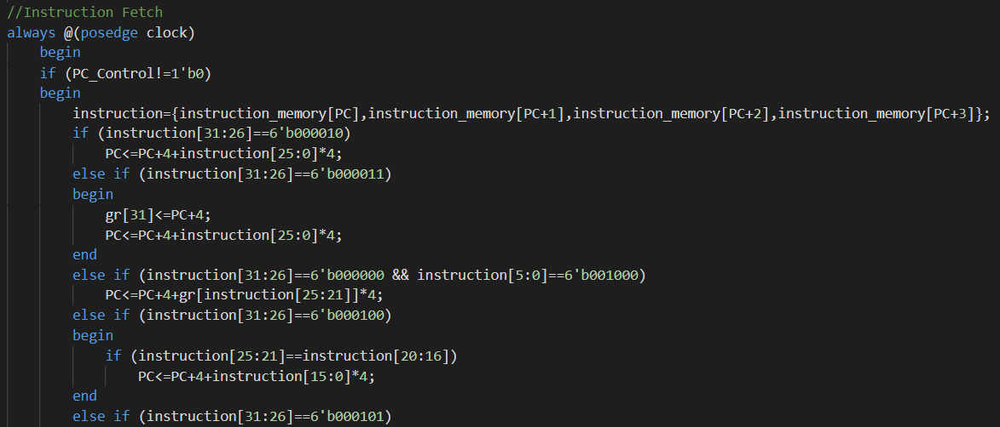 //Instruction Fetch
always @(posedge clock)
begin
if (PC_Control!=1'b0)
begin
instruction={instruction_memory[PC],instruction_memory[PC+1],instruction_memory[PC+2],instruction_memory[PC+3]};
if (instruction[31:26]==6'b000010)
PC<=PC+4+instruction[25:0]*4;
else if (instruction[31:26]==6'b000011)
begin
gr[31]<=PC+4;
PC<=PC+4+instruction[25:0]*4;
end
else if (instruction[31:26]==6'b000000 && instruction[5:0]==6'b001000)
PC<=PC+4+gr[instruction[25:21]]*4;
else if (instruction[31:26]==6'b000100)
begin
if (instruction[25:21]==instruction[20:16])
PC<=PC+4+instruction[15:0]*4;
end
else if (instruction[31:26]==6'b000101)